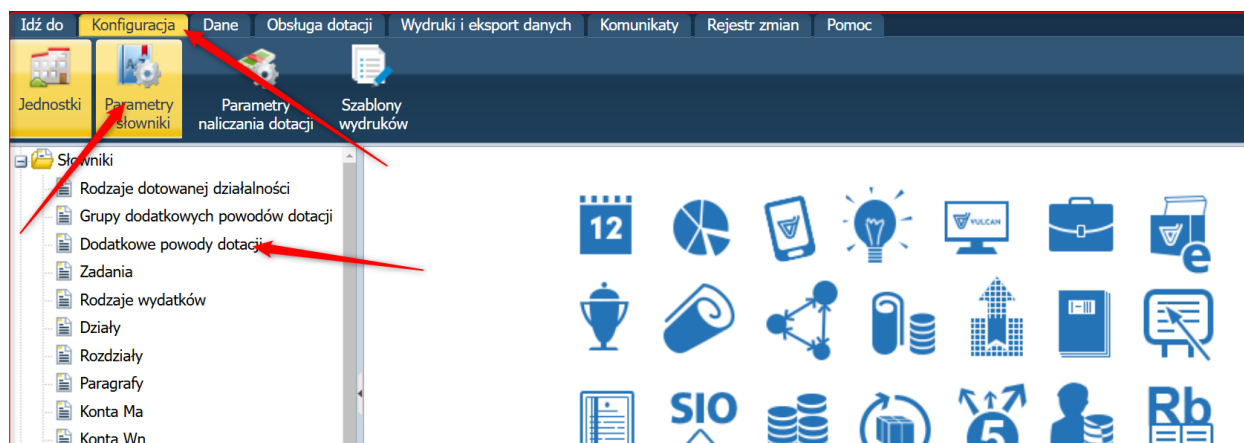 Idź do Konfiguracja Dane Obsługa dotacji Wydruki i eksport danych Komunikaty Rejestr zmian Pomoc
Jednostki Parametry słowniki Parametry naliczania dotacji Szablony wydruków
Słowniki
Rodzaje dotowanej działalności
Grupy dodatkowych powodów dotacji
Dodatkowe powody dotacji
Zadania
Rodzaje wydatków
Działy
Rozdziały
Paragrafy
Konta Ma
Konta Wn
12
VULCAN
e
I-III
SIO
5
Rb